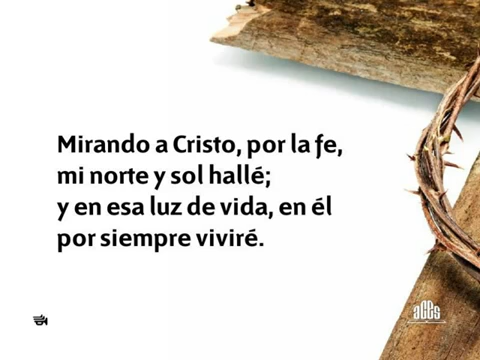 Mirando a Cristo, por la fe,
mi norte y sol hallé;
y en esa luz de vida, en él
por siempre viviré.
aces